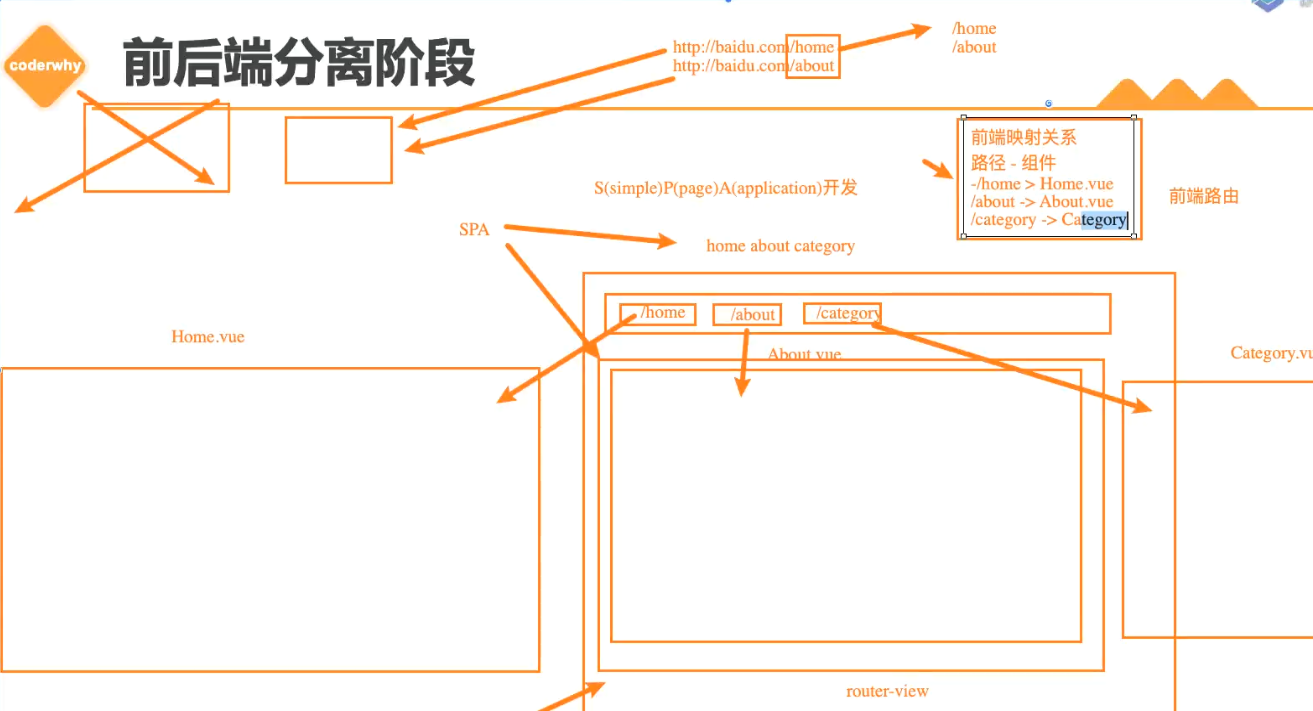 coderwhy
前后端分离阶段
http://baidu.com/home
http://baidu.com/about
/home
/about
前端映射关系
路径 - 组件
-/home > Home.vue
/about -> About.vue
/category -> Category
前端路由
S(simple)P(page)A(application)开发
SPA
home about category
/home
/about
/category
Home.vue
About.vue
Category.vu
router-view